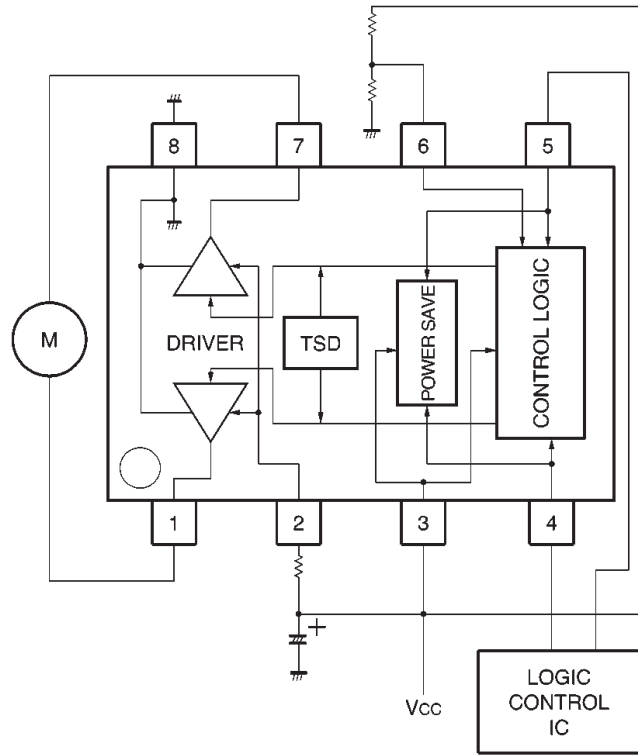 8
7
6
5
M
DRIVER
TSD
POWER SAVE
CONTROL LOGIC
1
2
3
4
+
VCC
LOGIC
CONTROL
IC